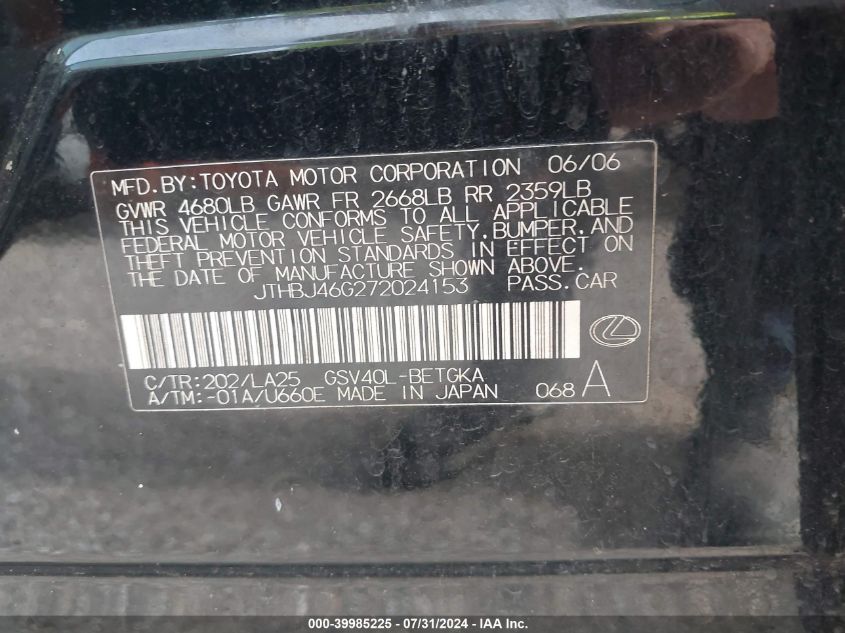 MFD.BY:TOYOTA MOTOR CORPORATION 06/06
GVWR 4680LB GAWR FR 2668LB RR 2359LB
THIS VEHICLE CONFORMS TO ALL APPLICABLE
FEDERAL MOTOR VEHICLE SAFETY,BUMPER,AND
THEFT PREVENTION STANDARDS IN EFFECT ON
THE DATE OF MANUFACTURE SHOWN ABOVE.
JTHBJ46G272024153 PASS.CAR
C/TR:202/LA25 GSV40L-BETGKA
A/TM:-01A/U660E MADE IN JAPAN 068 A
000-39985225 - 07/31/2024 - IAA Inc.